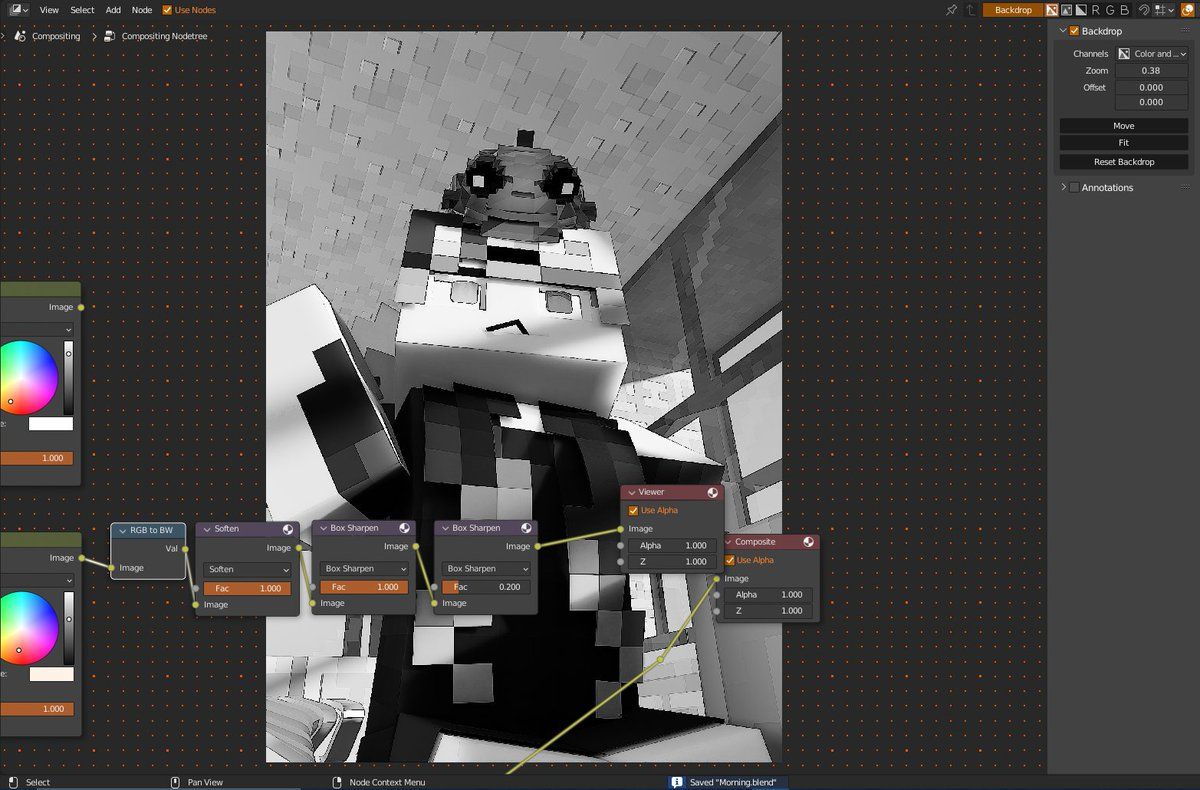 View Select Add Node Use Nodes
Backdrop R G B
Compositing > Compositing Nodetree
Backdrop
Channels Color and ...
Zoom 0.38
Offset 0.000
0.000
Move
Fit
Reset Backdrop
Annotations
Image
e:
1.000
Image
e:
1.000
RGB to BW
Val
Image
Soften
Image
Soften
Fac 1.000
Image
Box Sharpen
Image
Box Sharpen
Fac 1.000
Image
Box Sharpen
Image
Box Sharpen
Fac 0.200
Image
Viewer
Use Alpha
Image
Alpha 1.000
Z 1.000
Composite
Use Alpha
Image
Alpha 1.000
Z 1.000
Select Pan View Node Context Menu Saved "Morning.blend"